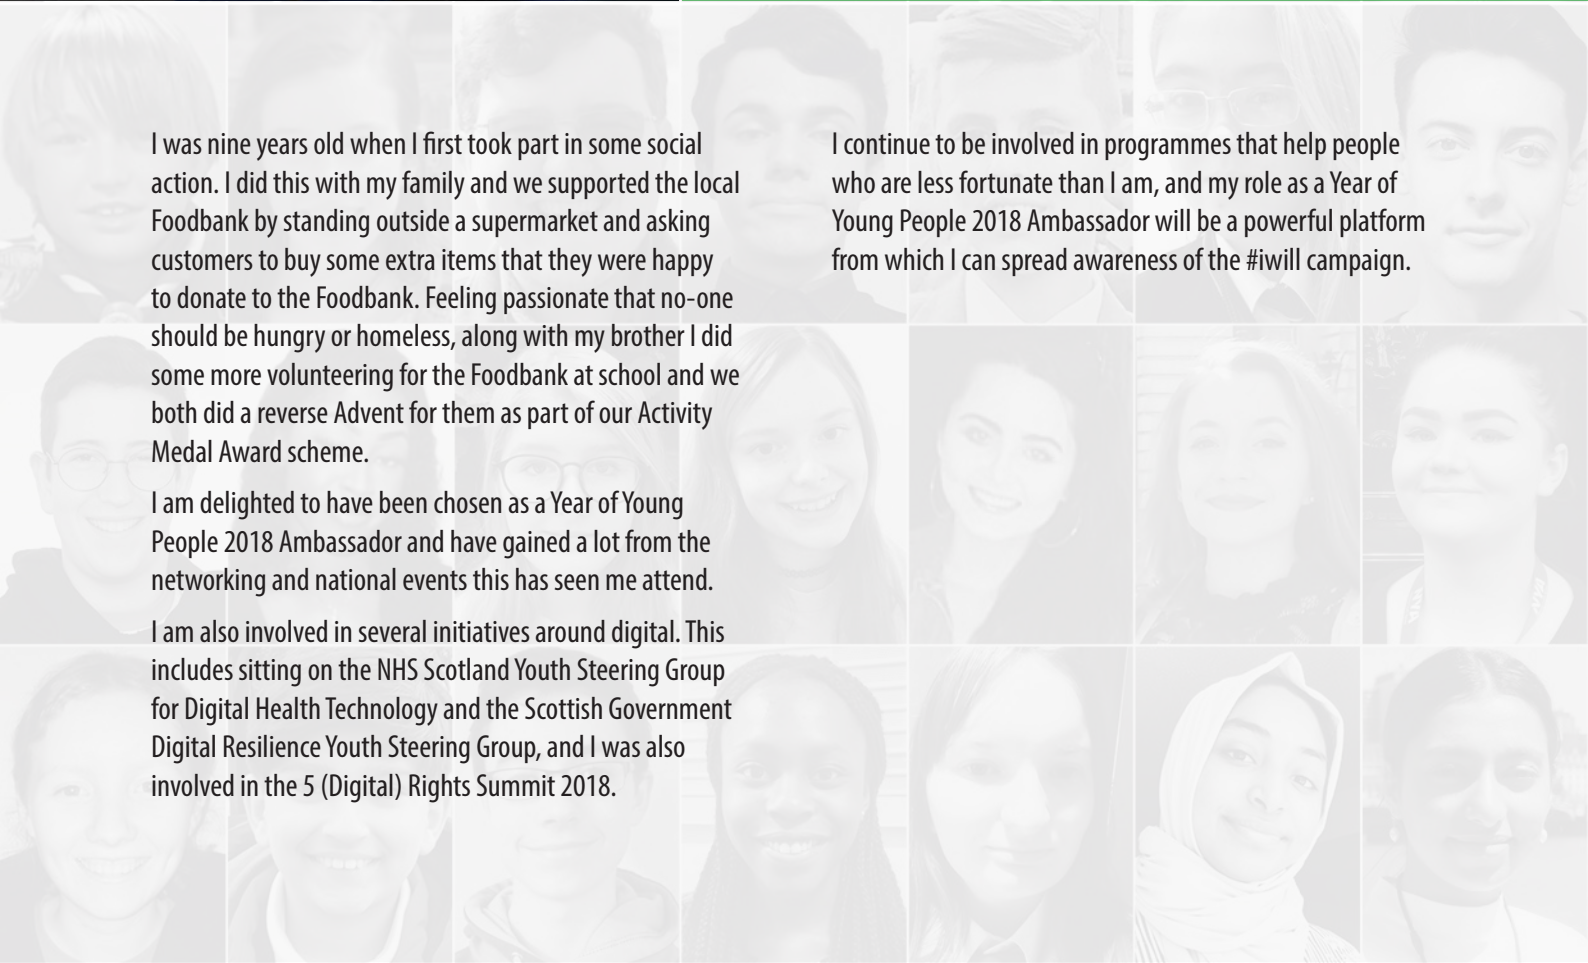 I was nine years old when I first took part in some social
action. I did this with my family and we supported the local
Foodbank by standing outside a supermarket and asking
customers to buy some extra items that they were happy
to donate to the Foodbank. Feeling passionate that no-one
should be hungry or homeless, along with my brother I did
some more volunteering for the Foodbank at school and we
both did a reverse Advent for them as part of our Activity
Medal Award scheme.
I am delighted to have been chosen as a Year of Young
People 2018 Ambassador and have gained a lot from the
networking and national events this has seen me attend.
I am also involved in several initiatives around digital. This
includes sitting on the NHS Scotland Youth Steering Group
for Digital Health Technology and the Scottish Government
Digital Resilience Youth Steering Group, and I was also
involved in the 5 (Digital) Rights Summit 2018.
I continue to be involved in programmes that help people
who are less fortunate than I am, and my role as a Year of
Young People 2018 Ambassador will be a powerful platform
from which I can spread awareness of the #iwill campaign.